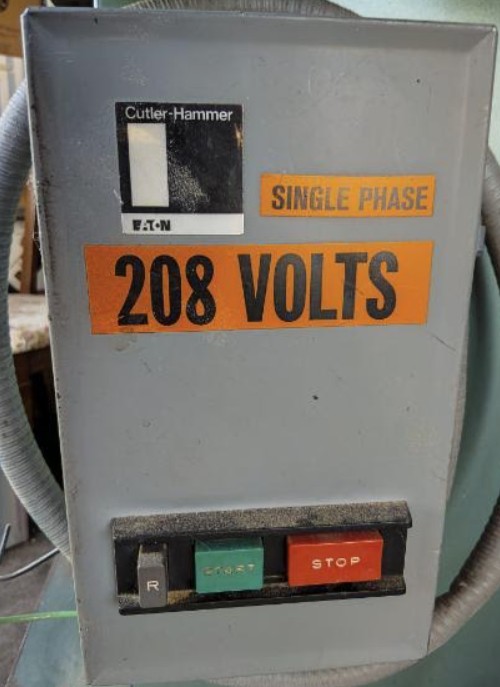 Cutler-Hammer
EATON
SINGLE PHASE
208 VOLTS
R
START
STOP